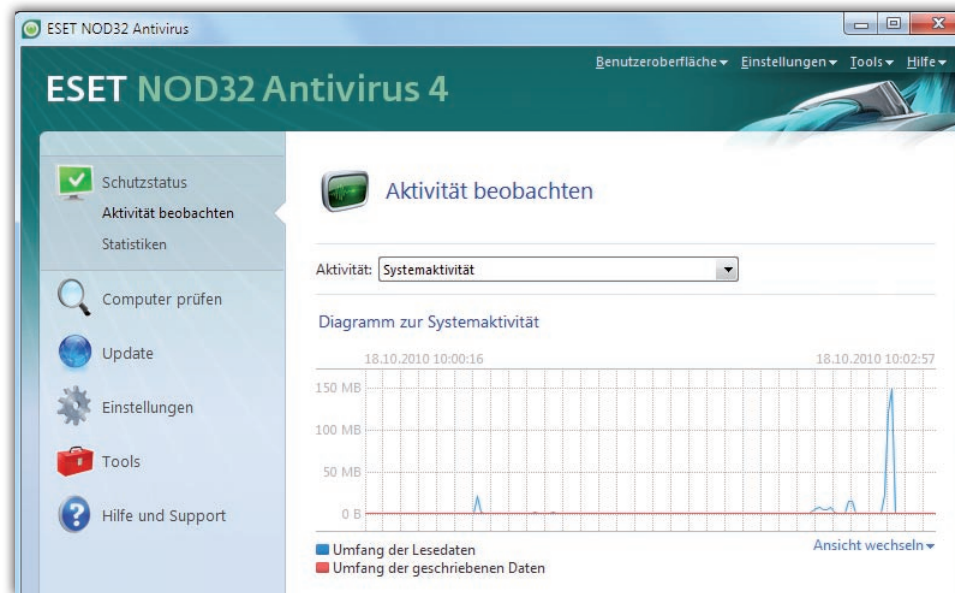 ESET NOD32 Antivirus
Benutzeroberfläche Einstellungen Tools Hilfe
ESET NOD32 Antivirus 4
Schutzstatus
Aktivität beobachten
Statistiken
Computer prüfen
Update
Einstellungen
Tools
Hilfe und Support
Aktivität beobachten
Aktivität: Systemaktivität
Diagramm zur Systemaktivität
18.10.2010 10:00:16 18.10.2010 10:02:57
150 MB
100 MB
50 MB
0 B
Umfang der Lesedaten
Umfang der geschriebenen Daten
Ansicht wechseln